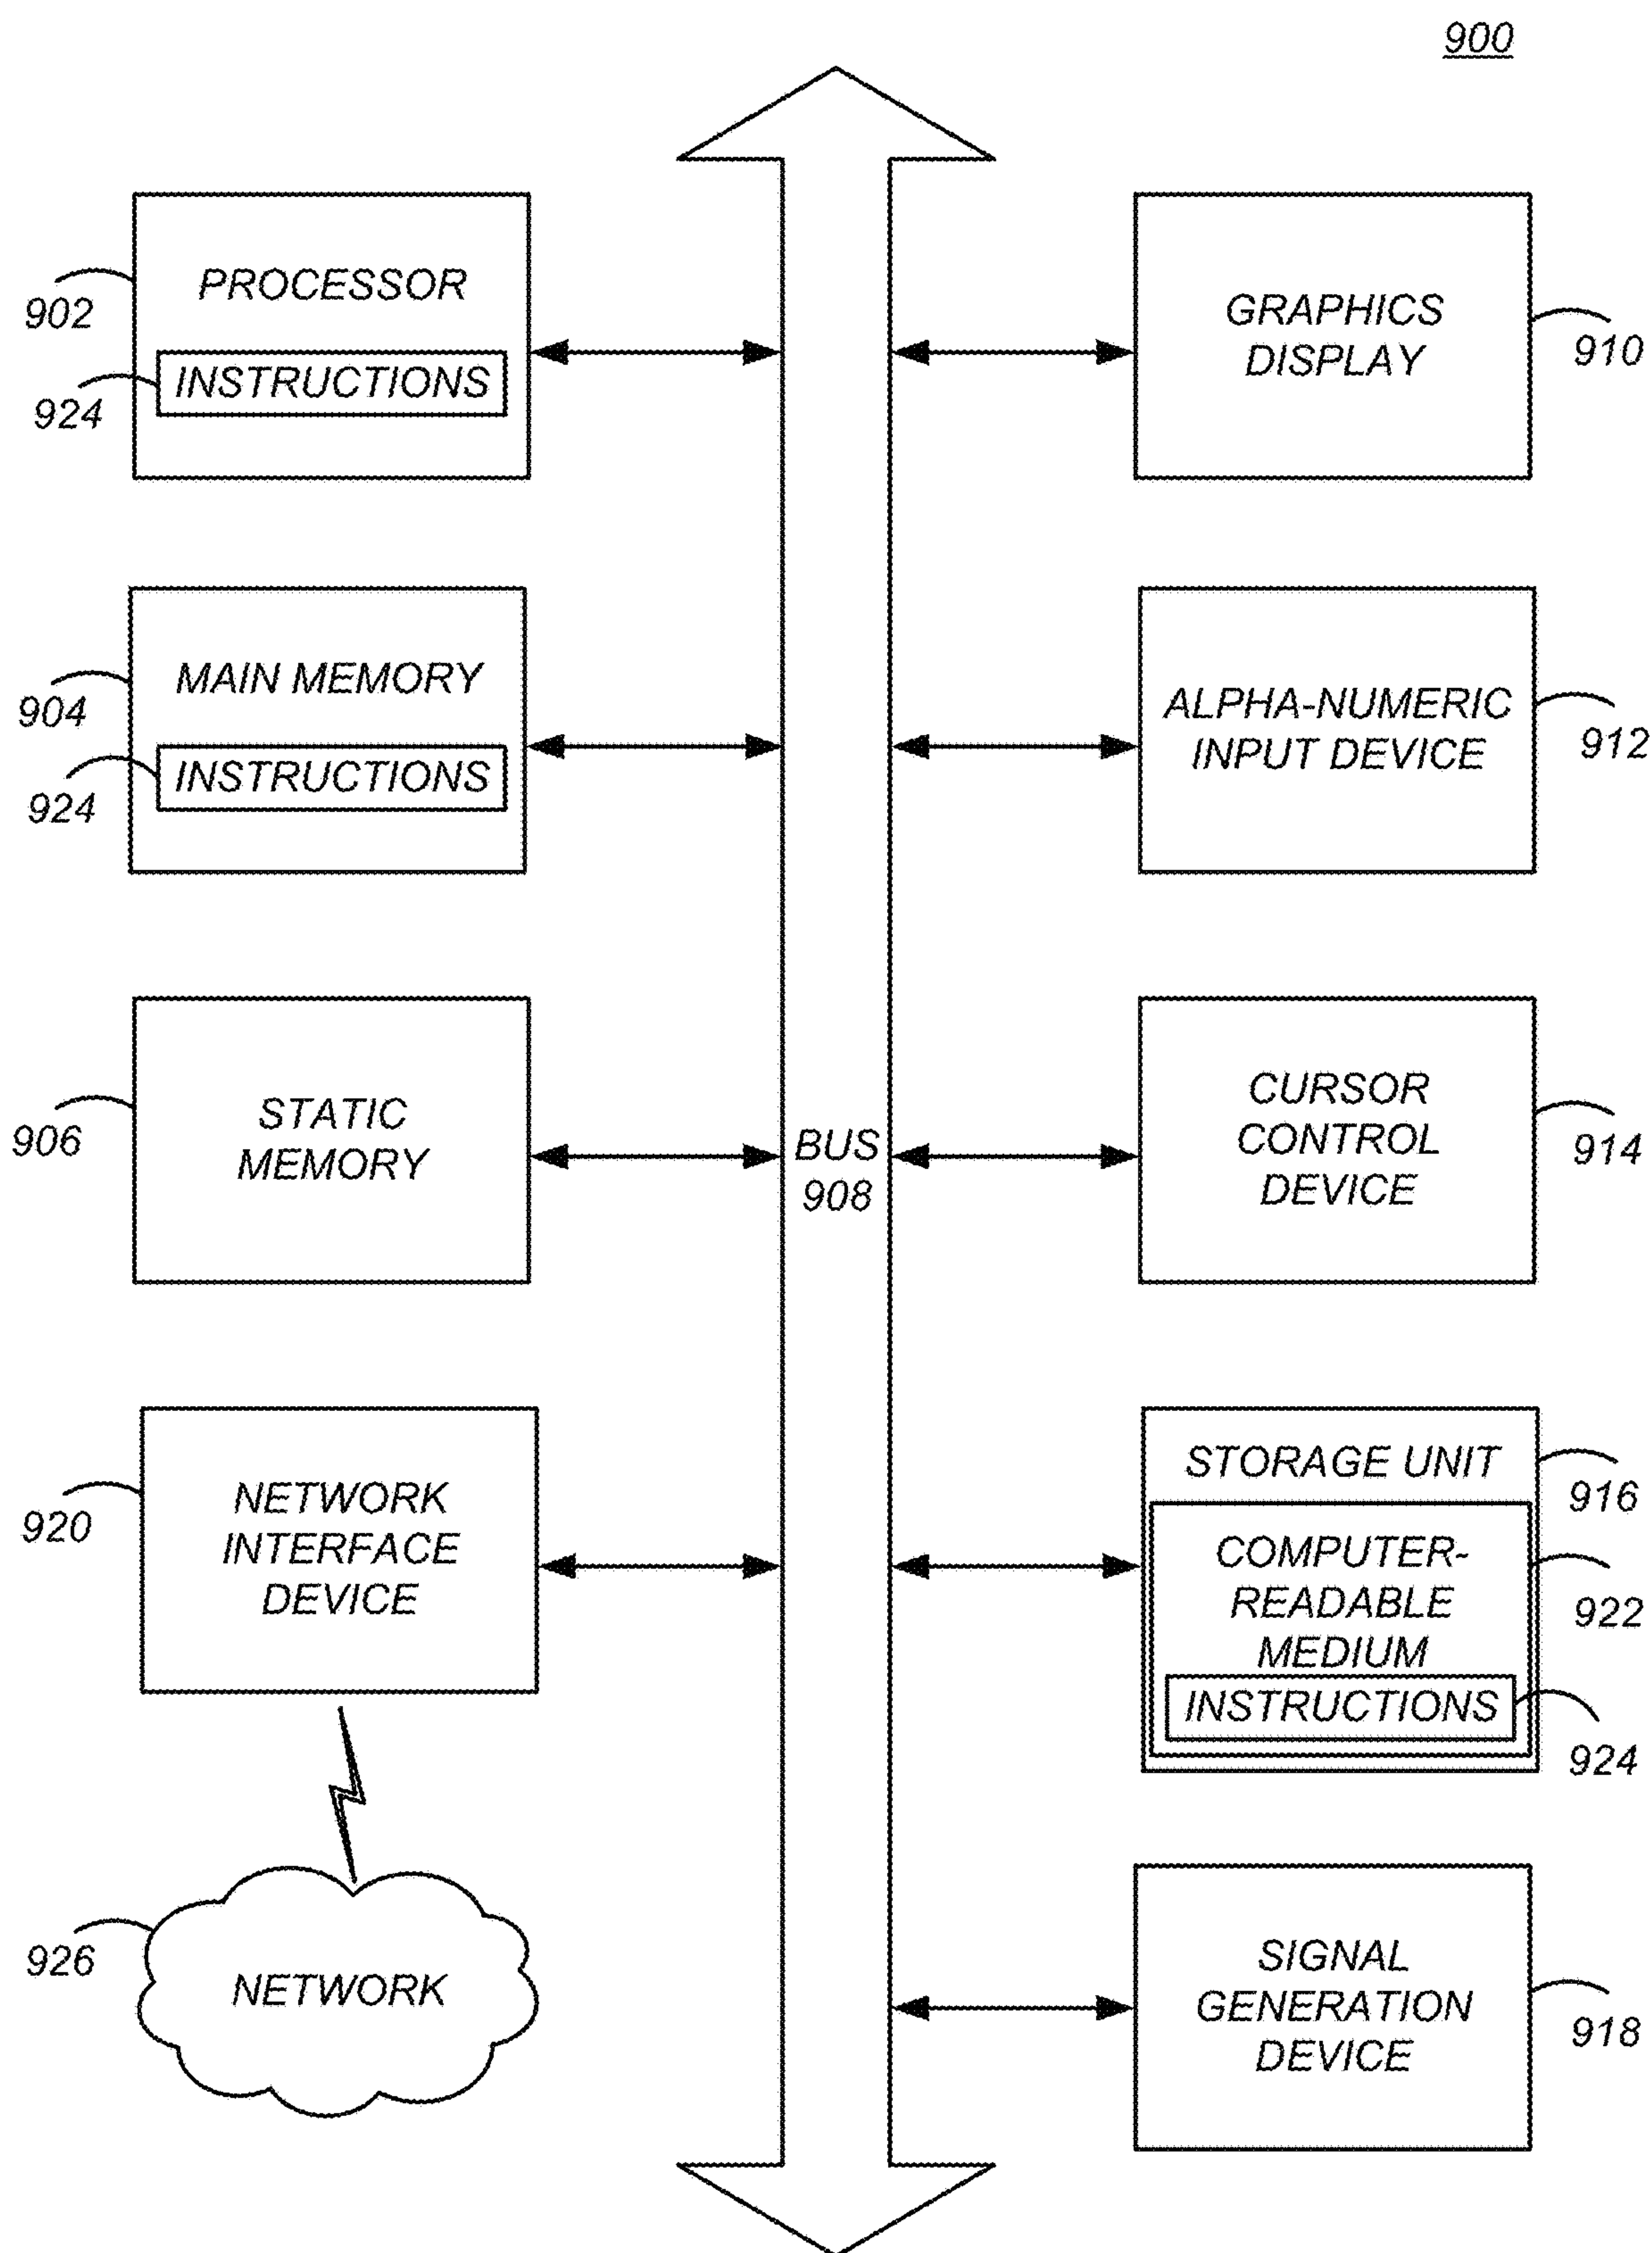 900
PROCESSOR
902
INSTRUCTIONS
924
GRAPHICS
DISPLAY
910
MAIN MEMORY
904
INSTRUCTIONS
924
ALPHA-NUMERIC
INPUT DEVICE
912
STATIC
MEMORY
906
BUS
908
CURSOR
CONTROL
DEVICE
914
NETWORK
INTERFACE
DEVICE
920
STORAGE UNIT
916
COMPUTER-
READABLE
MEDIUM
922
INSTRUCTIONS
924
926
NETWORK
SIGNAL
GENERATION
DEVICE
918